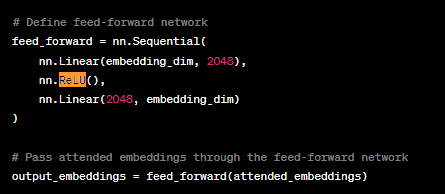 # Define feed-forward network
feed_forward = nn.Sequential(
    nn.Linear(embedding_dim, 2048),
    nn.ReLU(),
    nn.Linear(2048, embedding_dim)
)

# Pass attended embeddings through the feed-forward network
output_embeddings = feed_forward(attended_embeddings)